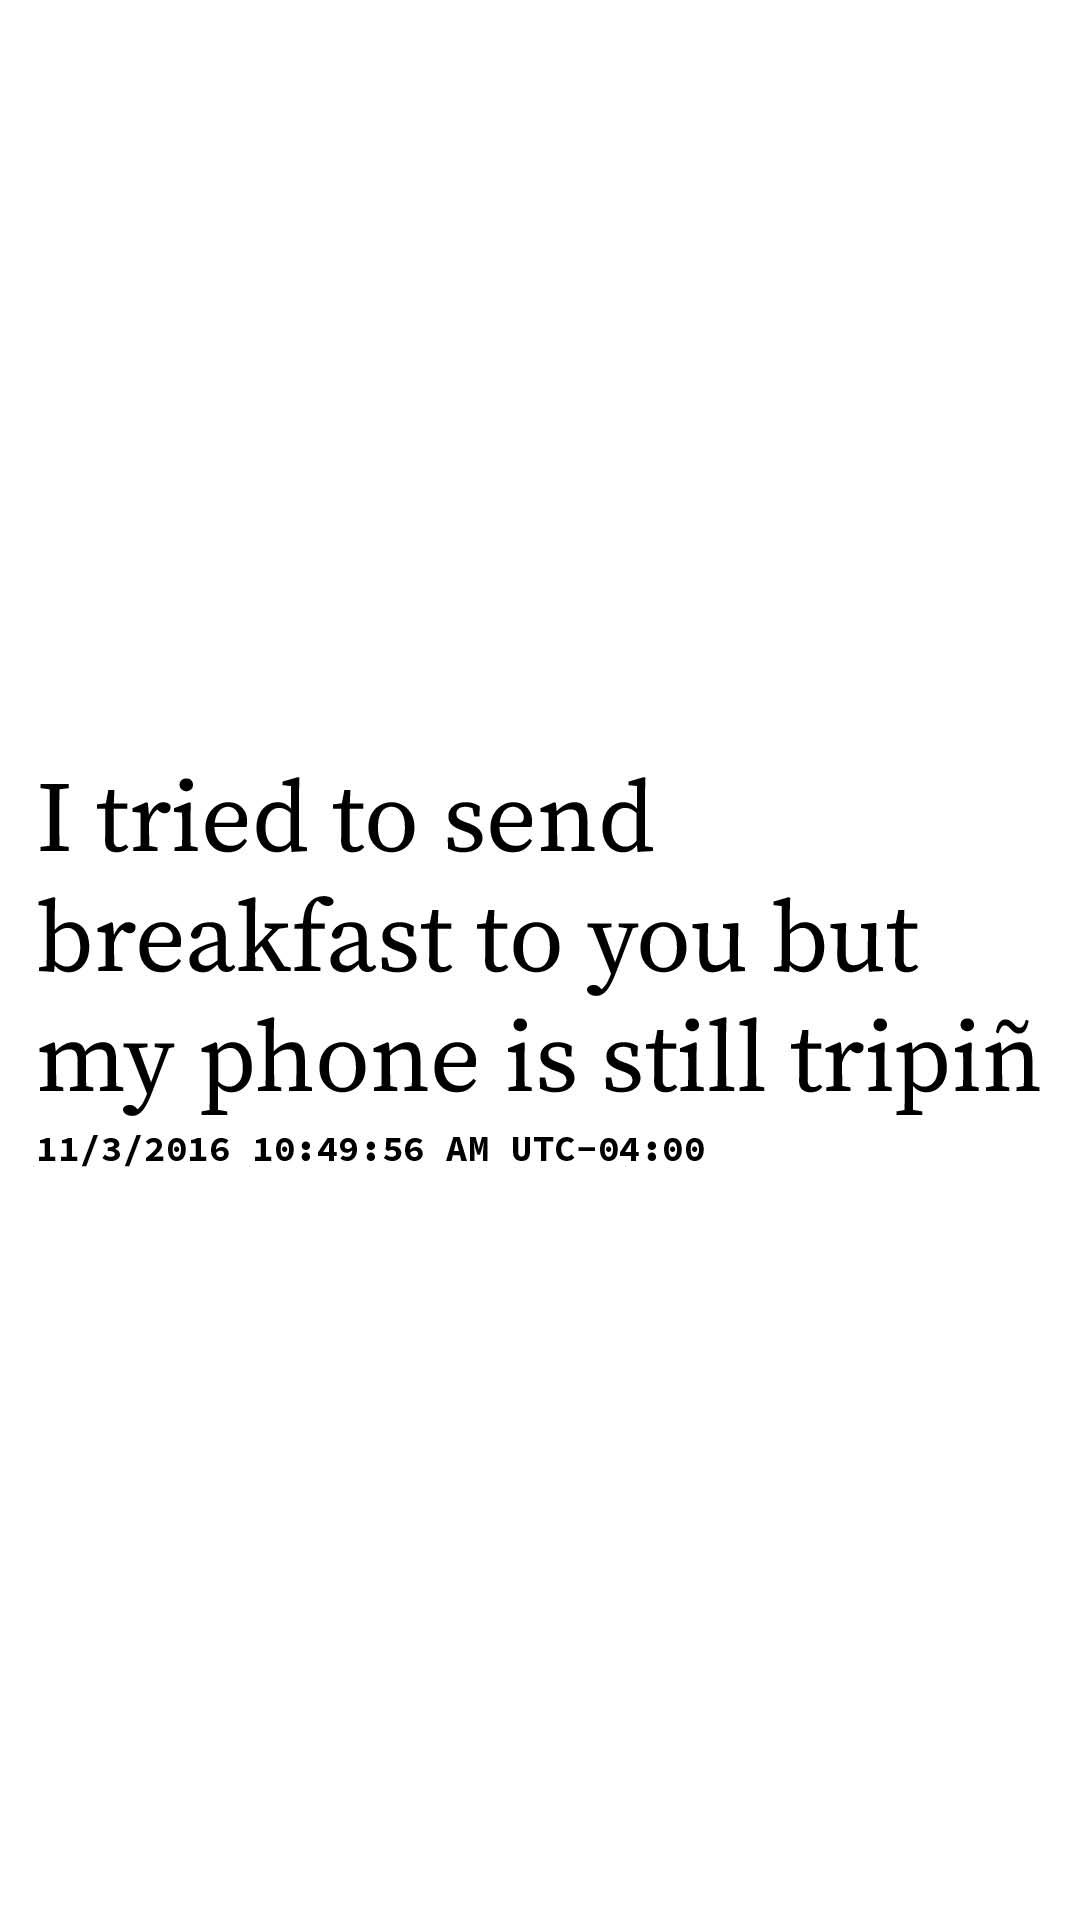 I tried to send
breakfast to you but
my phone is still tripiñ
11/3/2016 10:49:56 AM UTC−04:00